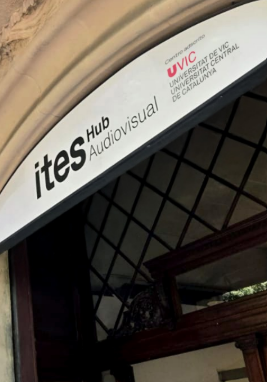 ites Hub
Audiovisual
Centre adscrit a
UVIC
UNIVERSITAT DE VIC
UNIVERSITAT CENTRAL
DE CATALUNYA